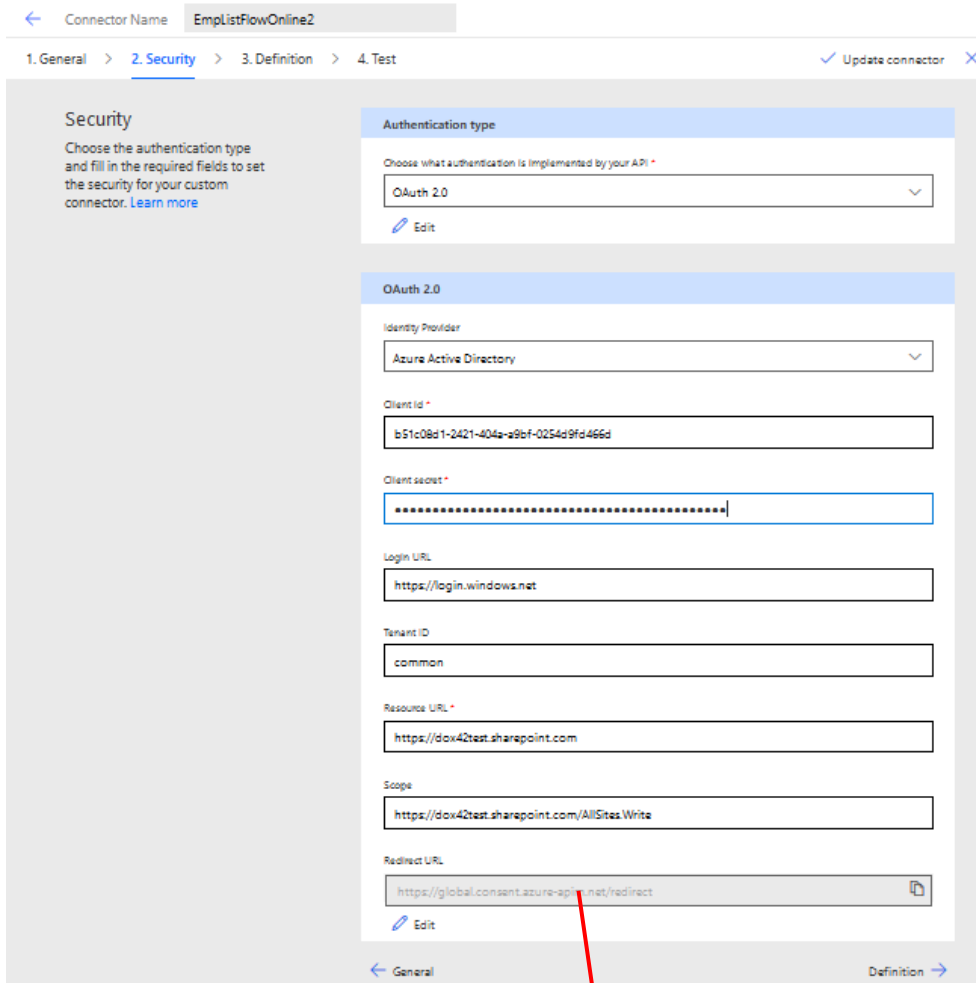 Connector Name EmpListFlowOnline2
1. General > 2. Security > 3. Definition > 4. Test
Update connector
Security
Choose the authentication type
and fill in the required fields to set
the security for your custom
connector. Learn more
Authentication type
Choose what authentication is implemented by your API *
OAuth 2.0
Edit
OAuth 2.0
Identity Provider
Azure Active Directory
Client id *
b51c08d1-2421-404a-a9bf-0254d9fd466d
Client secret *
Login URL
https://login.windows.net
Tenant ID
common
Resource URL *
https://dox42test.sharepoint.com
Scope
https://dox42test.sharepoint.com/AllSites.Write
Redirect URL
https://global.consent.azure-apim.net/redirect
Edit
General
Definition